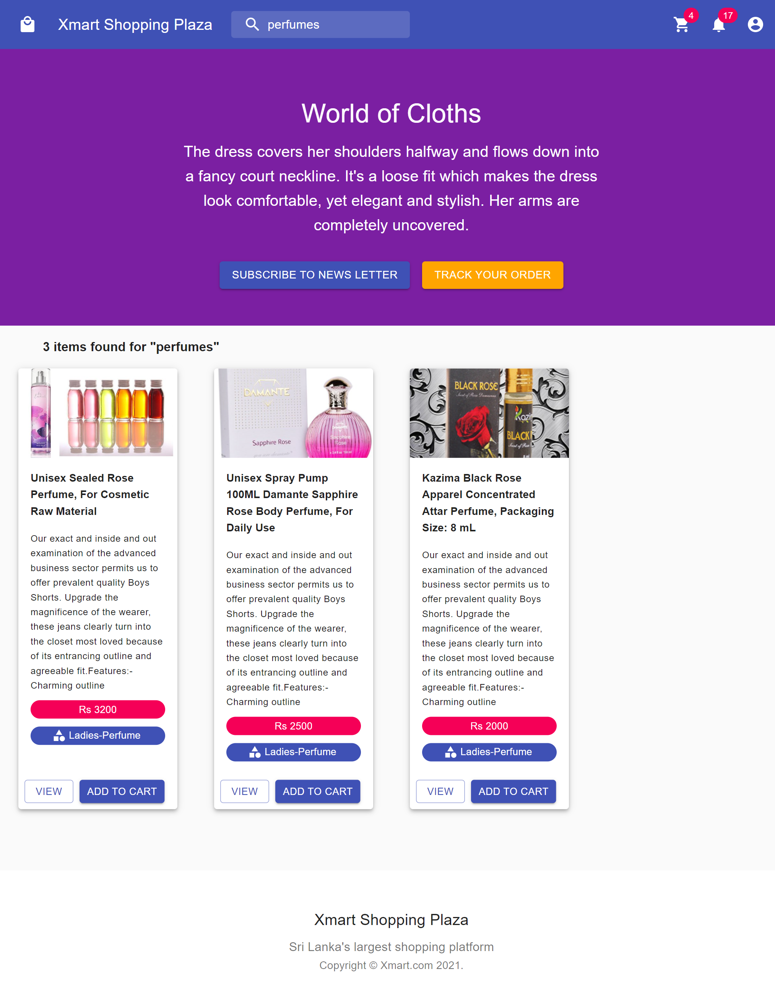 Xmart Shopping Plaza
perfumes
4
17
World of Cloths
The dress covers her shoulders halfway and flows down into
a fancy court neckline. It's a loose fit which makes the dress
look comfortable, yet elegant and stylish. Her arms are
completely uncovered.
SUBSCRIBE TO NEWS LETTER
TRACK YOUR ORDER
3 items found for "perfumes"
Unisex Sealed Rose
Perfume, For Cosmetic
Raw Material
Our exact and inside and out
examination of the advanced
business sector permits us to
offer prevalent quality Boys
Shorts. Upgrade the
magnificence of the wearer,
these jeans clearly turn into
the closet most loved because
of its entrancing outline and
agreeable fit.Features:-
Charming outline
Rs 3200
Ladies-Perfume
VIEW
ADD TO CART
DAMANTE
Sapphire Rose
you are damante
DAMANTE
Sapphire
Rose
Unisex Spray Pump
100ML Damante Sapphire
Rose Body Perfume, For
Daily Use
Our exact and inside and out
examination of the advanced
business sector permits us to
offer prevalent quality Boys
Shorts. Upgrade the
magnificence of the wearer,
these jeans clearly turn into
the closet most loved because
of its entrancing outline and
agreeable fit.Features:-
Charming outline
Rs 2500
Ladies-Perfume
VIEW
ADD TO CART
BLACK ROSE
Scent of Rose Damascena
Kazi
BLACK
Scent of
Kazima Black Rose
Apparel Concentrated
Attar Perfume, Packaging
Size: 8 mL
Our exact and inside and out
examination of the advanced
business sector permits us to
offer prevalent quality Boys
Shorts. Upgrade the
magnificence of the wearer,
these jeans clearly turn into
the closet most loved because
of its entrancing outline and
agreeable fit.Features:-
Charming outline
Rs 2000
Ladies-Perfume
VIEW
ADD TO CART
Xmart Shopping Plaza
Sri Lanka's largest shopping platform
Copyright © Xmart.com 2021.